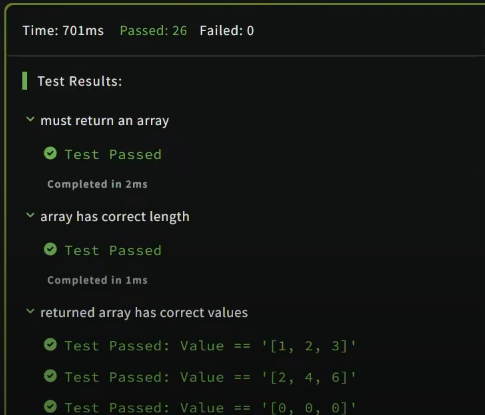 Time: 701ms Passed: 26 Failed: 0
Test Results:
must return an array
Test Passed
Completed in 2ms
array has correct length
Test Passed
Completed in 1ms
returned array has correct values
Test Passed: Value == '[1, 2, 3]'
Test Passed: Value == '[2, 4, 6]'
Test Passed: Value == '[0, 0, 0]'